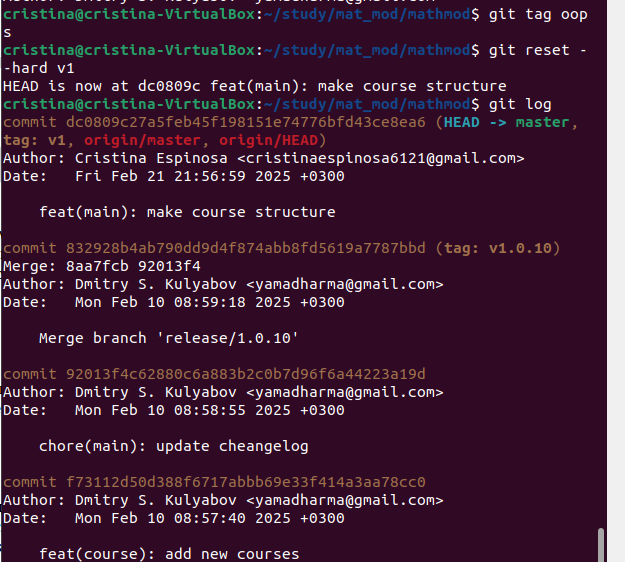 cristina@cristina-VirtualBox:~/study/mat_mod/mathmod$ git tag oop
s
cristina@cristina-VirtualBox:~/study/mat_mod/mathmod$ git reset -
-hard v1
HEAD is now at dc0809c feat(main): make course structure
cristina@cristina-VirtualBox:~/study/mat_mod/mathmod$ git log
commit dc0809c27a5feb45f198151e74776bfd43ce8ea6 (HEAD -> master,
tag: v1, origin/master, origin/HEAD)
Author: Cristina Espinosa <cristinaespinosa6121@gmail.com>
Date:   Fri Feb 21 21:56:59 2025 +0300
feat(main): make course structure
commit 832928b4ab790dd9d4f874abb8fd5619a7787bbd (tag: v1.0.10)
Merge: 8aa7fcb 92013f4
Author: Dmitry S. Kulyabov <yamadharma@gmail.com>
Date:   Mon Feb 10 08:59:18 2025 +0300
Merge branch 'release/1.0.10'
commit 92013f4c62880c6a883b2c0b7d96f6a44223a19d
Author: Dmitry S. Kulyabov <yamadharma@gmail.com>
Date:   Mon Feb 10 08:58:55 2025 +0300
chore(main): update cheangelog
commit f73112d50d388f6717abbb69e33f414a3aa78cc0
Author: Dmitry S. Kulyabov <yamadharma@gmail.com>
Date:   Mon Feb 10 08:57:40 2025 +0300
feat(course): add new courses